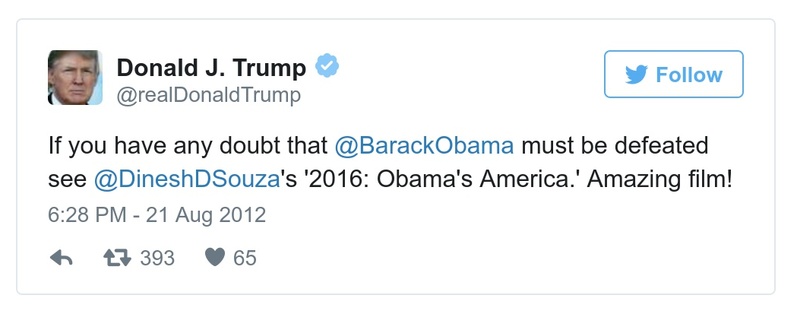 Donald J. Trump
@realDonaldTrump
Follow
If you have any doubt that @BarackObama must be defeated
see @DineshDSouza's '2016: Obama's America.' Amazing film!
6:28 PM - 21 Aug 2012
393 65